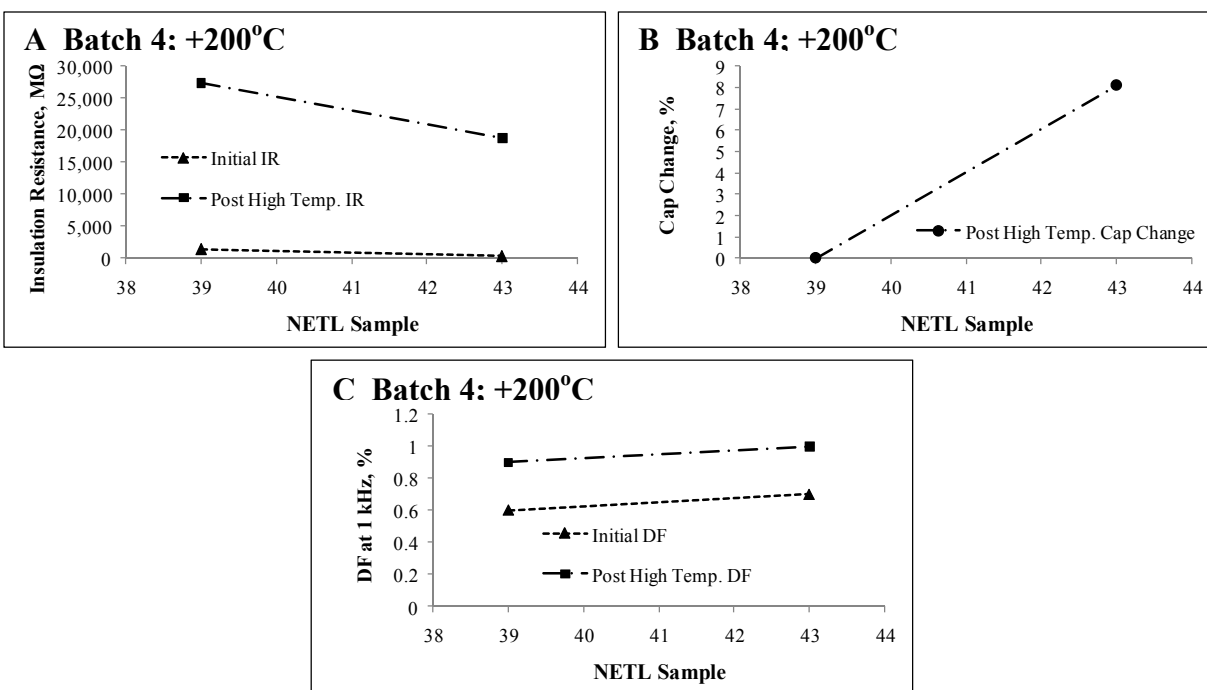 A Batch 4; +200°C
Insulation Resistance, MΩ
30,000
25,000
20,000
15,000
10,000
5,000
0
Initial IR
Post High Temp. IR
38 39 40 41 42 43 44
NETL Sample
B Batch 4; +200°C
Cap Change, %
9
8
7
6
5
4
3
2
1
0
Post High Temp. Cap Change
38 39 40 41 42 43 44
NETL Sample
C Batch 4; +200°C
DF at 1 kHz, %
1.2
1
0.8
0.6
0.4
0.2
0
Initial DF
Post High Temp. DF
38 39 40 41 42 43 44
NETL Sample